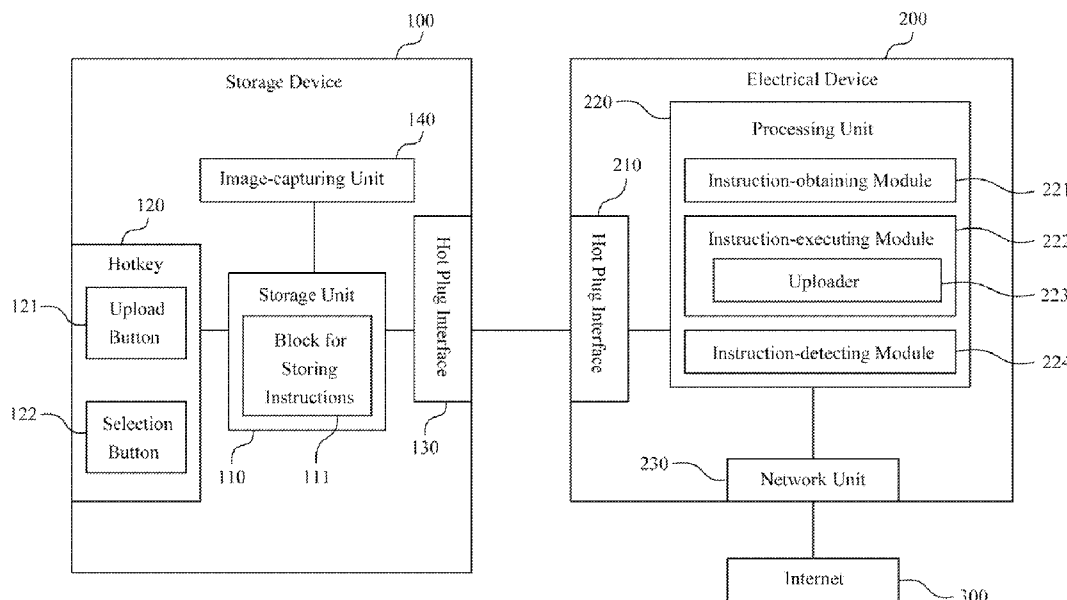 100
Storage Device
140
Image-capturing Unit
120
Hotkey
121
Upload
Button
122
Selection
Button
Storage Unit
Block for
Storing
Instructions
110
111
Hot Plug Interface
130
200
Electrical Device
220
Processing Unit
210
Hot Plug Interface
Instruction-obtaining Module
221
Instruction-executing Module
222
Uploader
223
Instruction-detecting Module
224
230
Network Unit
Internet
300